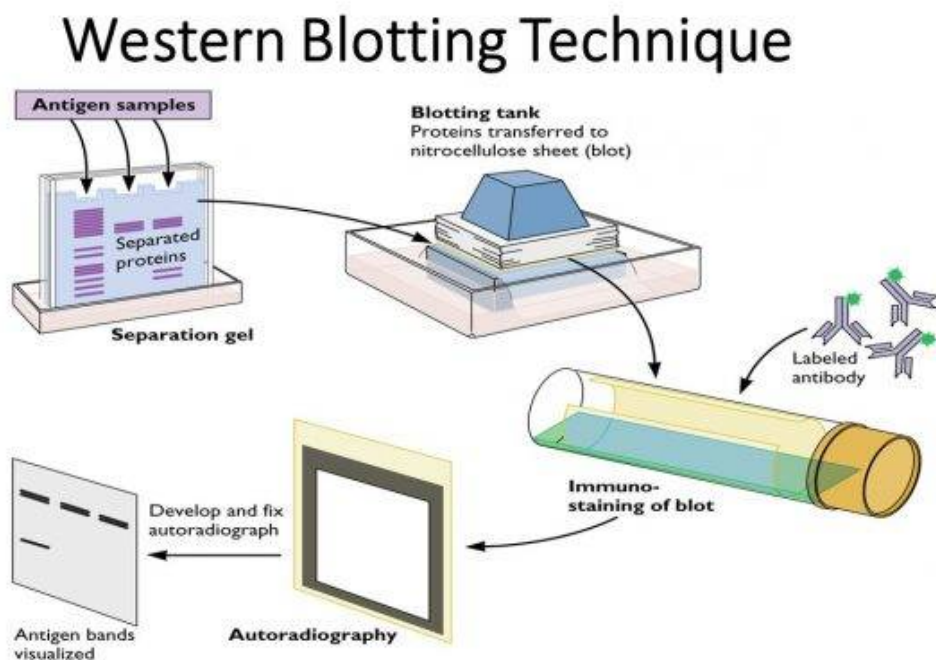 Western Blotting Technique
Antigen samples
Blotting tank
Proteins transferred to
nitrocellulose sheet (blot)
Separated
proteins
Separation gel
Labeled
antibody
Immuno-
staining of blot
Develop and fix
autoradiograph
Antigen bands
visualized
Autoradiography